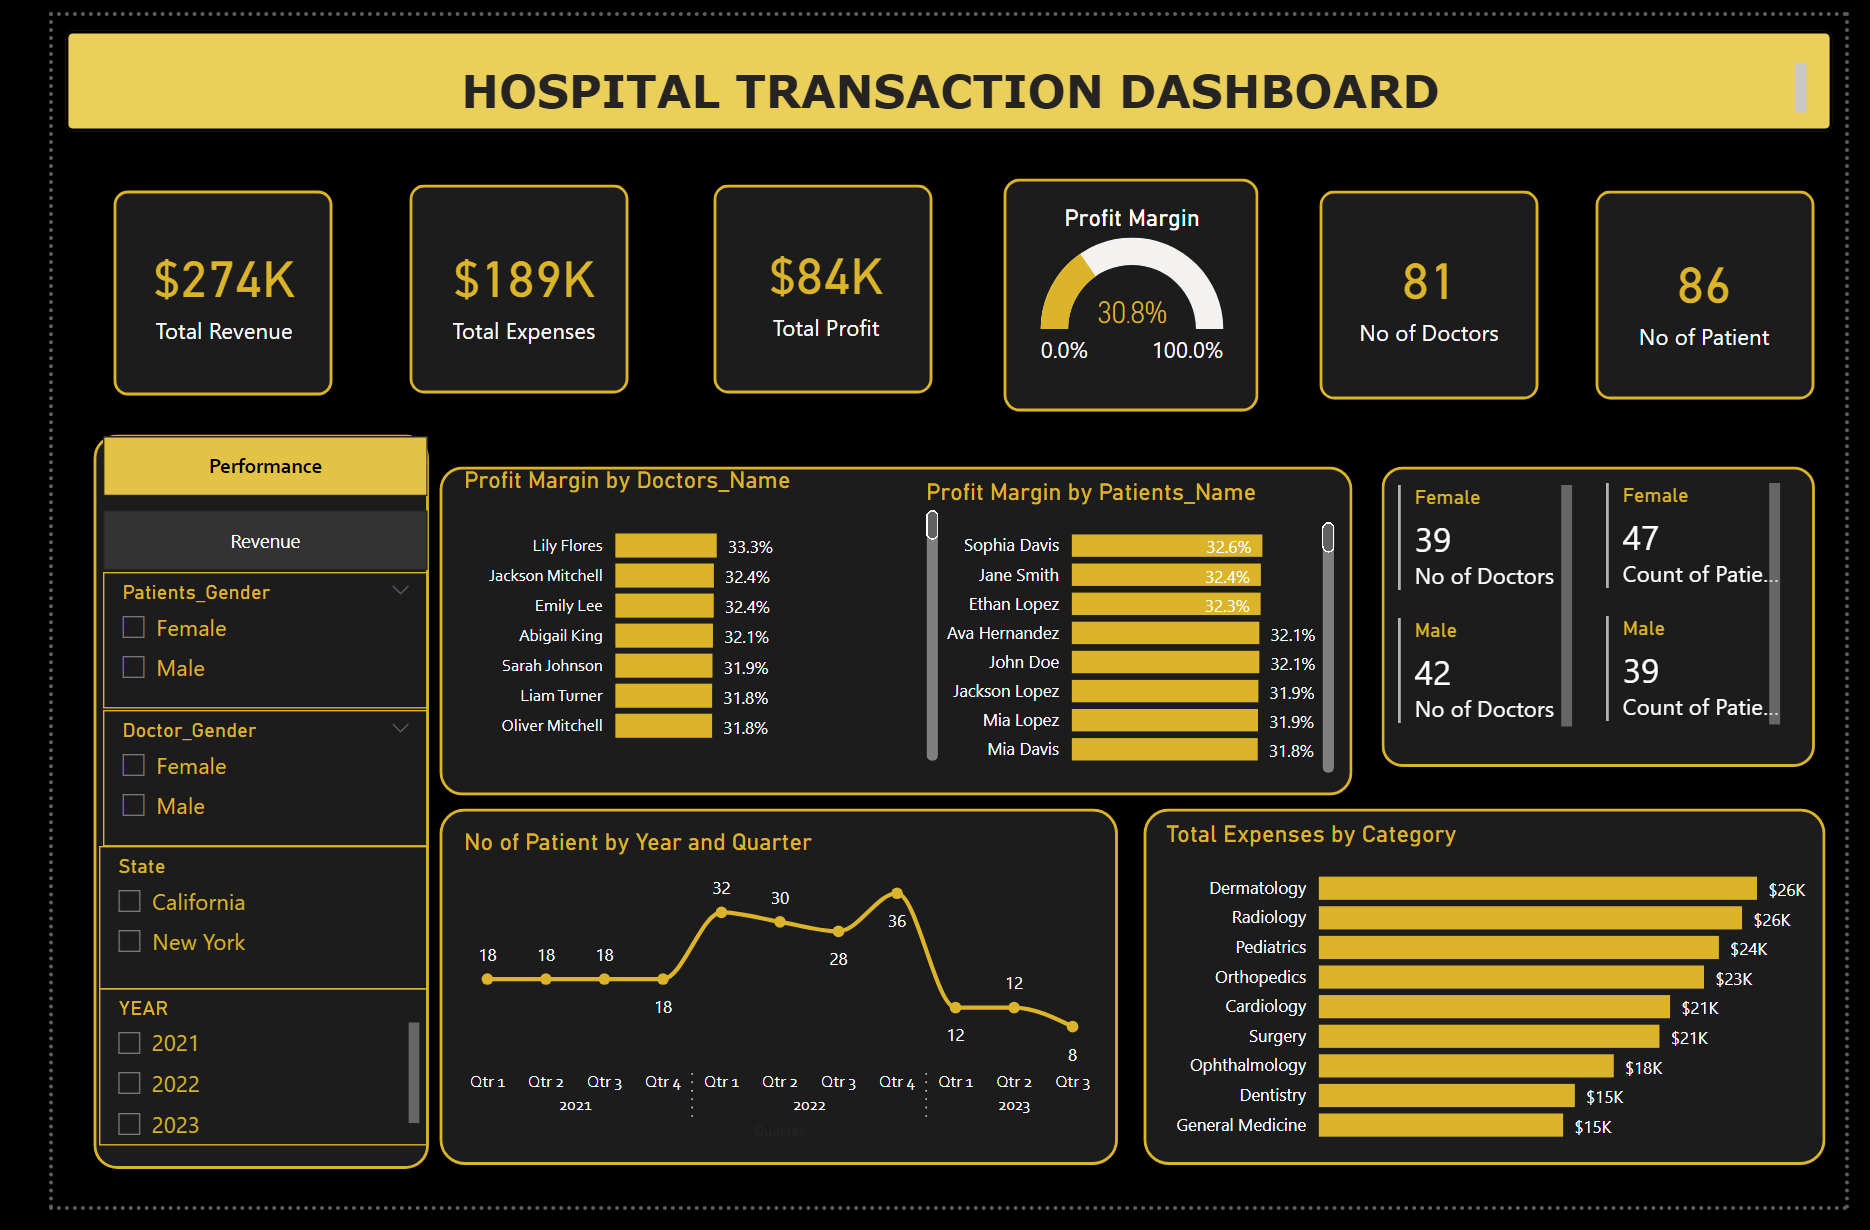 HOSPITAL TRANSACTION DASHBOARD
$274K
Total Revenue
$189K
Total Expenses
$84K
Total Profit
Profit Margin
30.8%
0.0% 100.0%
81
No of Doctors
86
No of Patient
Performance
Revenue
Patients_Gender
Female
Male
Doctor_Gender
Female
Male
State
California
New York
YEAR
2021
2022
2023
Profit Margin by Doctors_Name
Lily Flores 33.3%
Jackson Mitchell 32.4%
Emily Lee 32.4%
Abigail King 32.1%
Sarah Johnson 31.9%
Liam Turner 31.8%
Oliver Mitchell 31.8%
Profit Margin by Patients_Name
Sophia Davis 32.6%
Jane Smith 32.4%
Ethan Lopez 32.3%
Ava Hernandez 32.1%
John Doe 32.1%
Jackson Lopez 31.9%
Mia Lopez 31.9%
Mia Davis 31.8%
Female
39
No of Doctors
Male
42
No of Doctors
Female
47
Count of Patie...
Male
39
Count of Patie...
No of Patient by Year and Quarter
18 18 18 18 32 30 28 36 12 12 8
Qtr 1 Qtr 2 Qtr 3 Qtr 4 Qtr 1 Qtr 2 Qtr 3 Qtr 4 Qtr 1 Qtr 2 Qtr 3
2021 2022 2023
Quarter
Total Expenses by Category
Dermatology $26K
Radiology $26K
Pediatrics $24K
Orthopedics $23K
Cardiology $21K
Surgery $21K
Ophthalmology $18K
Dentistry $15K
General Medicine $15K